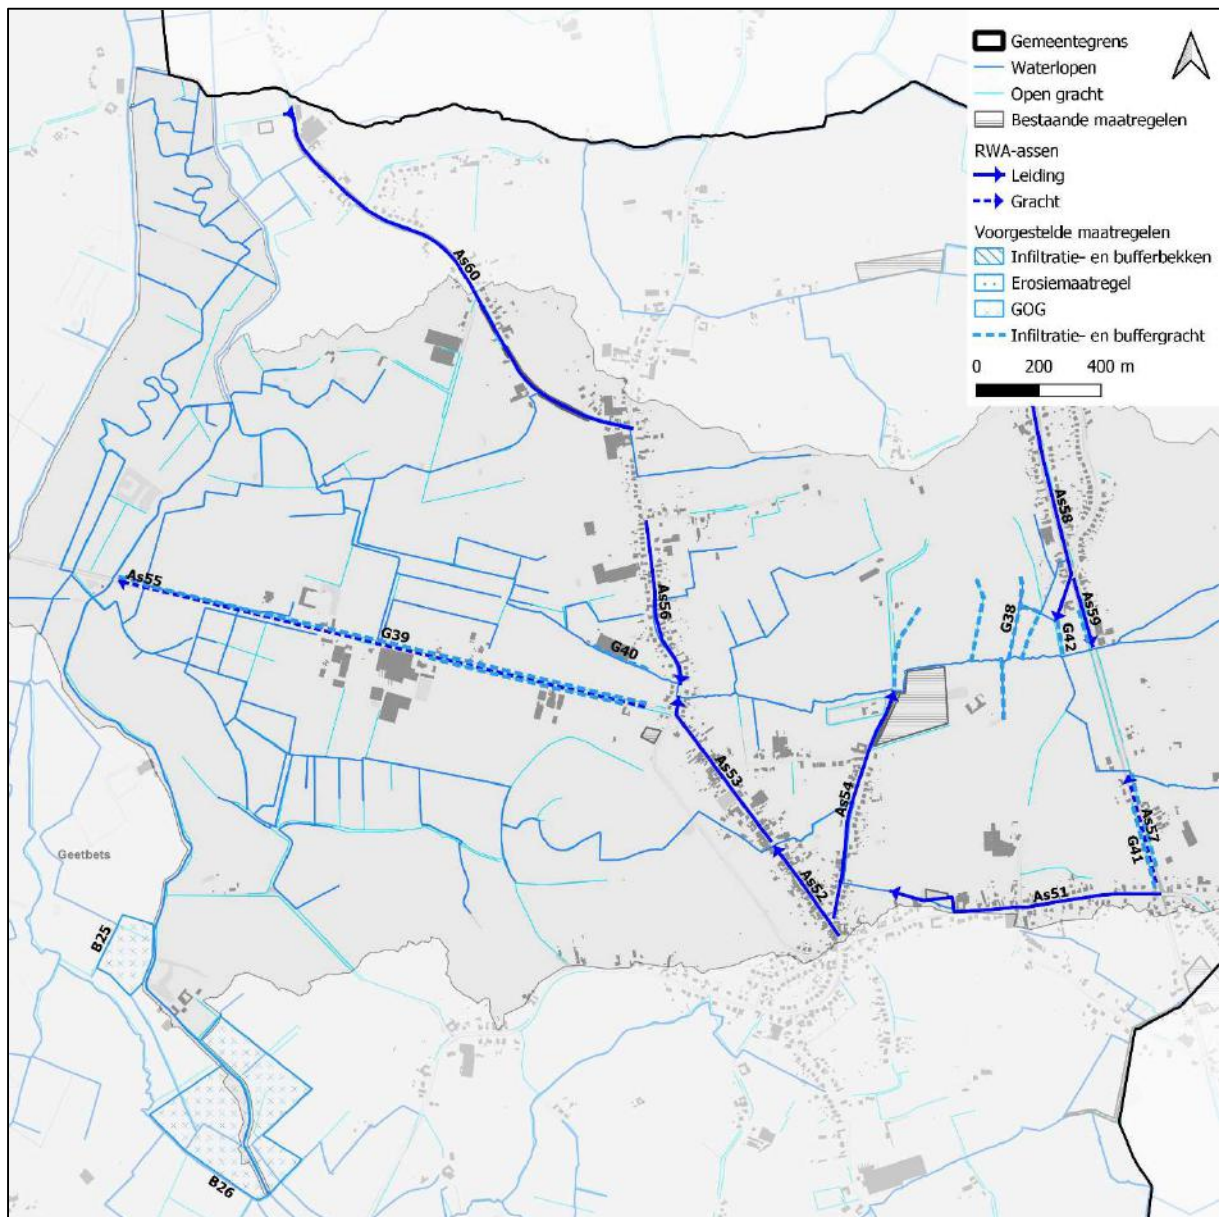 Gemeentegrens
Waterlopen
Open gracht
Bestaande maatregelen
RWA-assen
Leiding
Gracht
Voorgestelde maatregelen
Infiltratie- en bufferbekken
Erosiemaatregel
GOG
Infiltratie- en buffergracht
0 200 400 m
As60
As58
As55
As56
G38
As59
G39
G40
G42
As53
As54
As57
G41
Geetbets
As52
As51
B25
B26